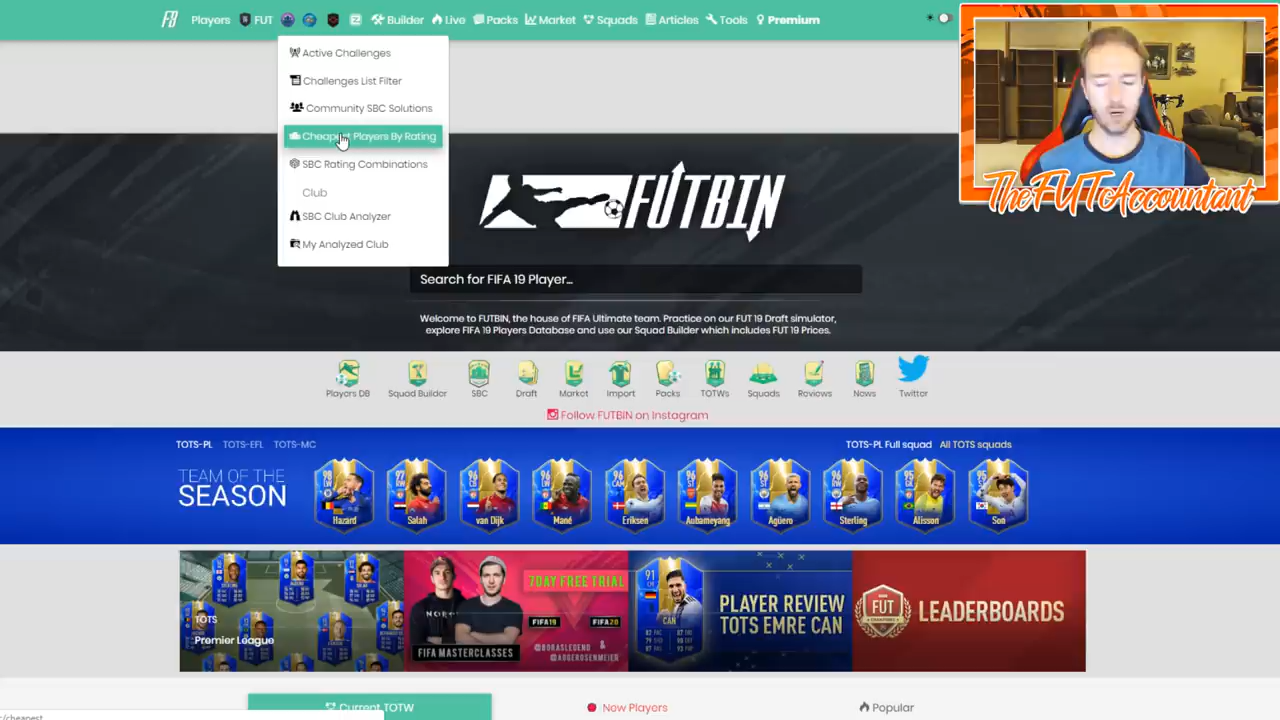 Players FUT Builder Live Packs Market Squads Articles Tools Premium
Active Challenges
Challenges List Filter
Community SBC Solutions
Cheapest Players By Rating
SBC Rating Combinations
Club
SBC Club Analyzer
My Analyzed Club
TheFUTAccountant
FUTBIN
Search for FIFA 19 Player...
Welcome to FUTBIN, the house of FIFA Ultimate team. Practice on our FUT 19 Draft simulator,
explore FIFA 19 Players Database and use our Squad Builder which includes FUT 19 Prices.
Players DB Squad Builder SBC Draft Market Import Packs TOTWs Squads Reviews News Twitter
Follow FUTBIN on Instagram
TOTS-PL TOTS-EFL TOTS-MC
TOTS-PL Full squad All TOTS squads
TEAM OF THE
SEASON
Hazard Salah van Dijk Mané Eriksen Aubameyang Agüero Sterling Alisson Son
TOTS
Premier League
7DAY FREE TRIAL
FIFA19 FIFA20
FIFA MASTERCLASSES
@BORASLEGEND
&
@AUGEROSENMEIER
91
CAN
PLAYER REVIEW
TOTS EMRE CAN
FUT
CHAMPIONS
LEADERBOARDS
Current TOTW
New Players
Popular